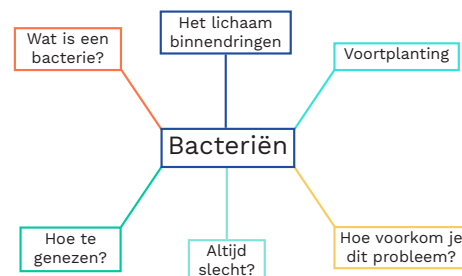 Het lichaam
binnendringen
Wat is een
bacterie?
Voortplanting
Bacteriën
Hoe te
genezen?
Altijd
slecht?
Hoe voorkom je
dit probleem?